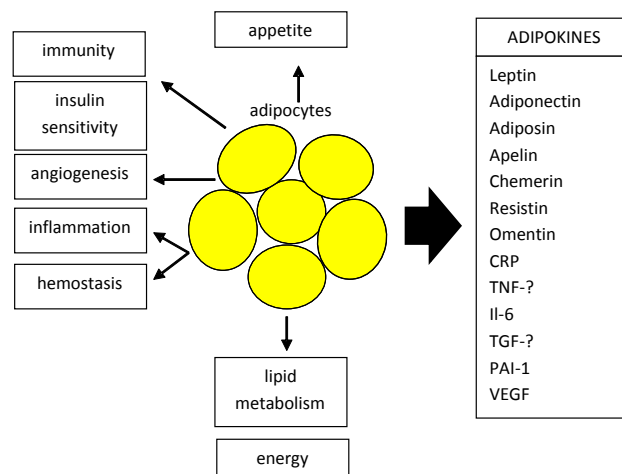 appetite
immunity
insulin
sensitivity
angiogenesis
inflammation
hemostasis
adipocytes
lipid
metabolism
energy
ADIPOKINES
Leptin
Adiponectin
Adiposin
Apelin
Chemerin
Resistin
Omentin
CRP
TNF-?
Il-6
TGF-?
PAI-1
VEGF